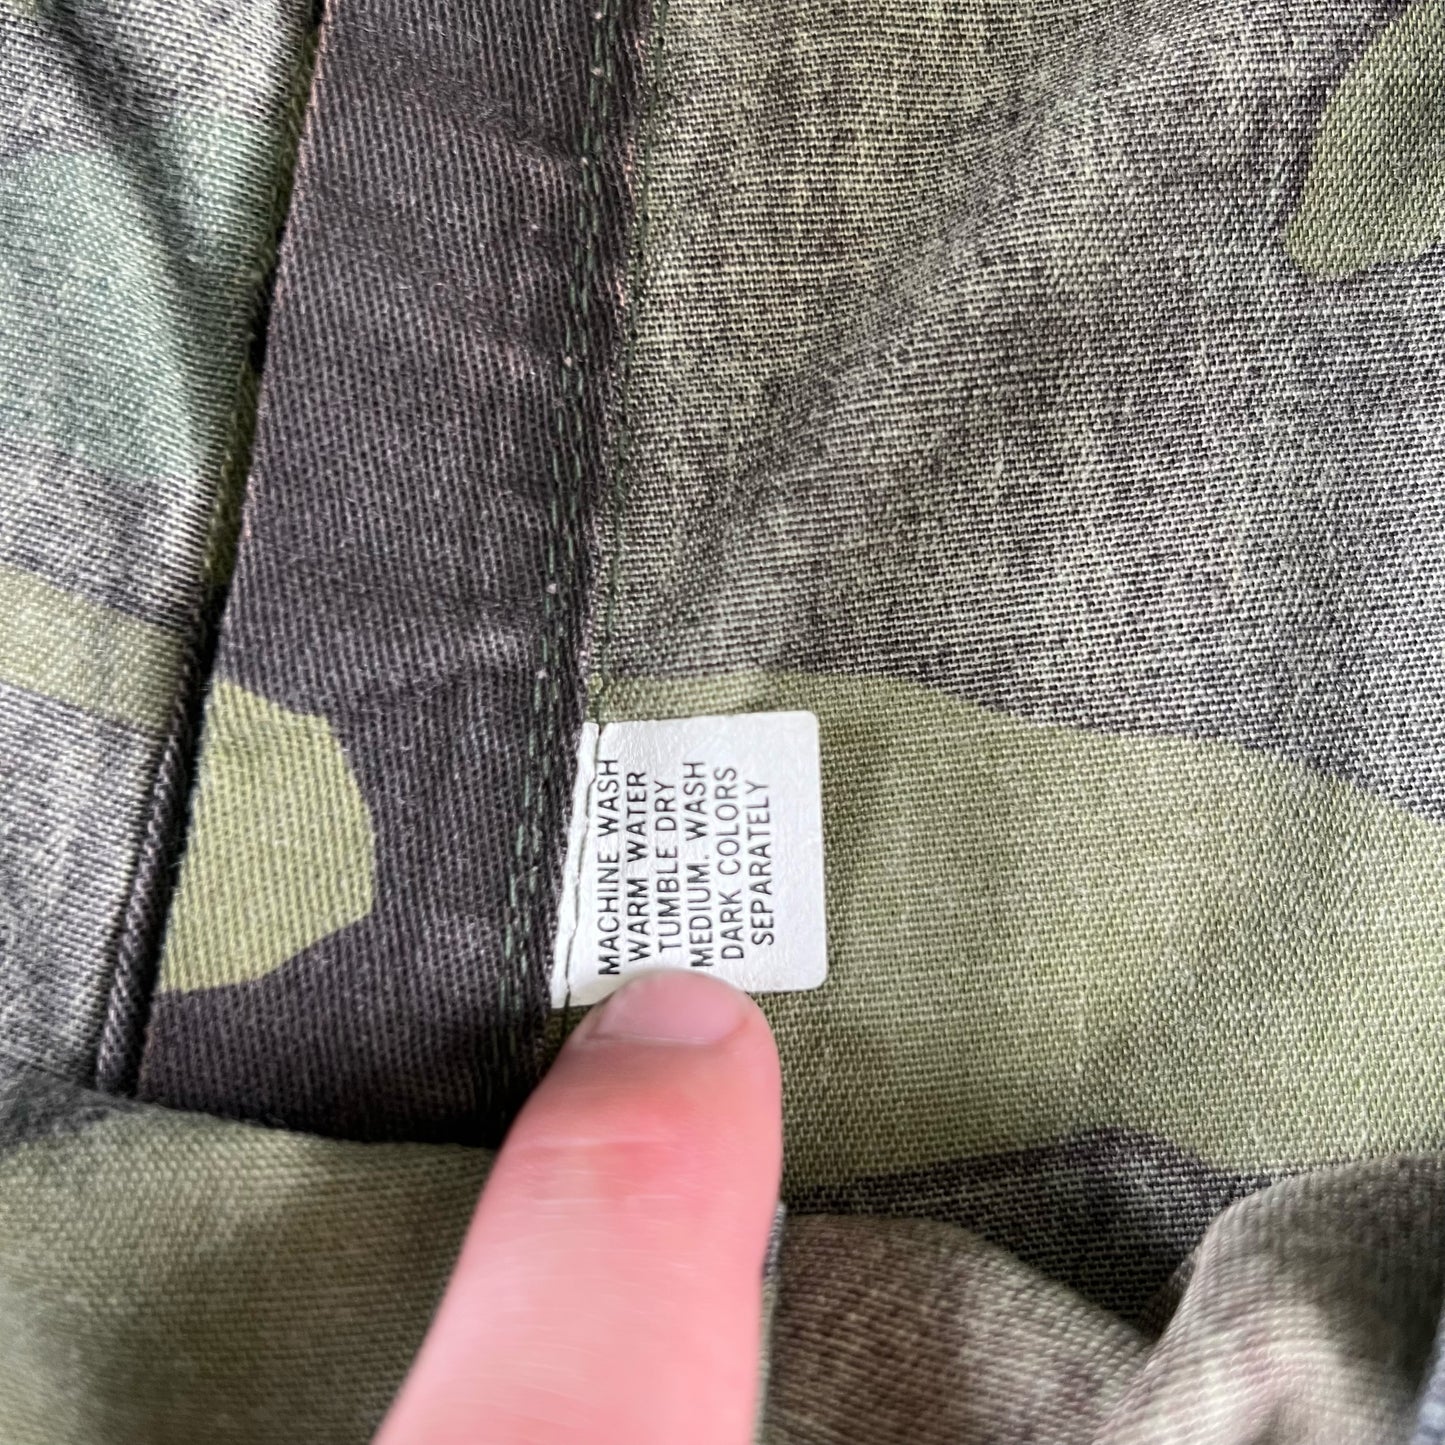 MACHINE WASH
WARM WATER
TUMBLE DRY
MEDIUM. WASH
DARK COLORS
SEPARATELY